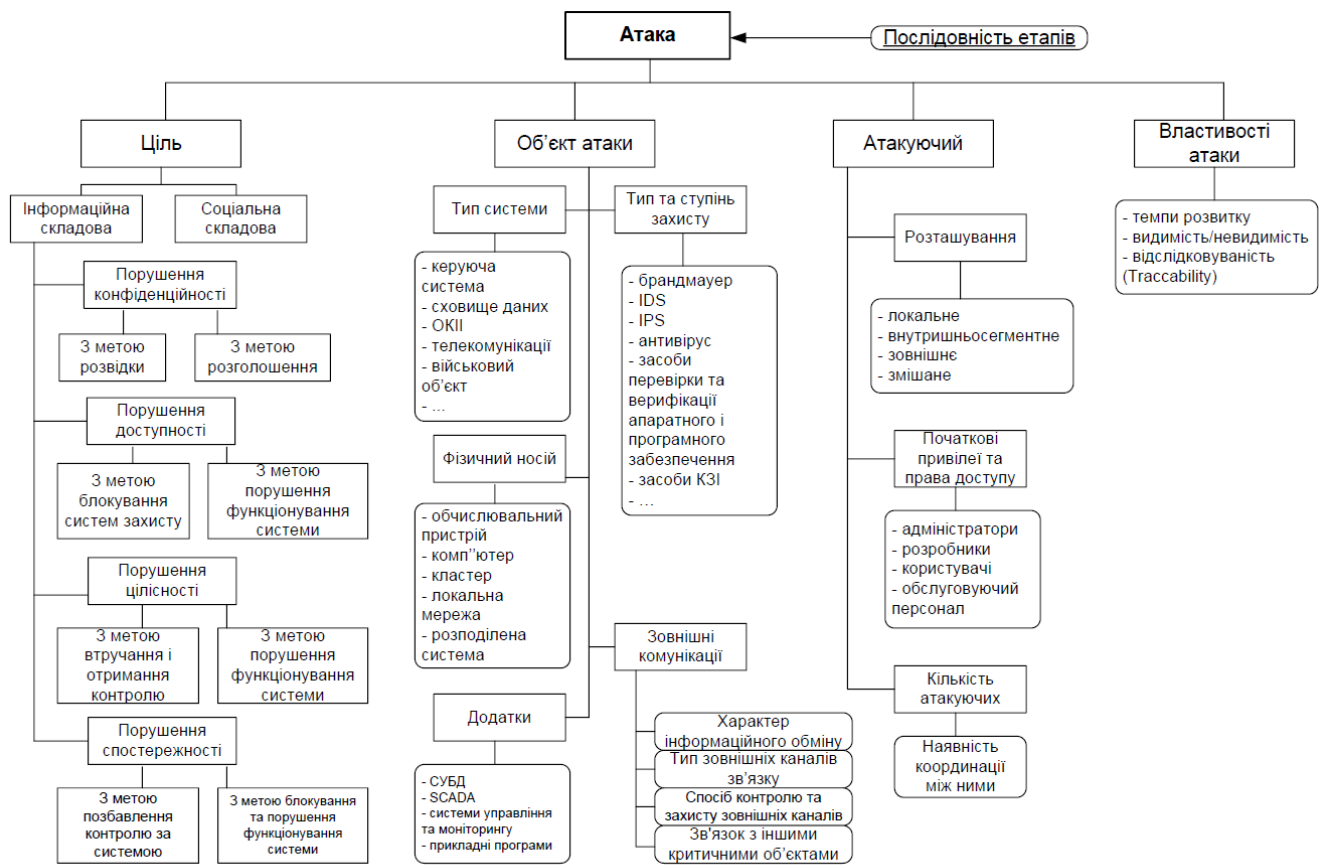 Атака
Послідовність етапів
Ціль
Інформаційна
складова
Соціальна
складова
Порушення
конфіденційності
З метою
розвідки
З метою
розголошення
Порушення
доступності
З метою
блокування
систем захисту
З метою
порушення
функціонування
системи
Порушення
цілісності
З метою
втручання і
отримання
контролю
З метою
порушення
функціонування
системи
Порушення
спостережності
З метою
позбавлення
контролю за
системою
З метою блокування
та порушення
функціонування
системи
Об’єкт атаки
Тип системи
- керуюча
система
- сховище даних
- ОКІІ
- телекомунікації
- військовий
об’єкт
- ...
Тип та ступінь
захисту
- брандмауер
- IDS
- IPS
- антивірус
- засоби
перевірки та
верифікації
апаратного і
програмного
забезпечення
- засоби КЗІ
- ...
Фізичний носій
- обчислювальний
пристрій
- комп"ютер
- кластер
- локальна
мережа
- розподілена
система
Зовнішні
комунікації
Характер
інформаційного обміну
Тип зовнішніх каналів
зв’язку
Спосіб контролю та
захисту зовнішніх каналів
Зв'язок з іншими
критичними об’єктами
Додатки
- СУБД
- SCADA
- системи управління
та моніторингу
- прикладні програми
Атакуючий
Розташування
- локальне
- внутришньосегментне
- зовнішнє
- змішане
Початкові
привілеї та
права доступу
- адміністратори
- розробники
- користувачі
- обслуговуючий
персонал
Кількість
атакуючих
Наявність
координації
між ними
Властивості
атаки
- темпи розвитку
- видимість/невидимість
- відслідковуваність
(Traccability)